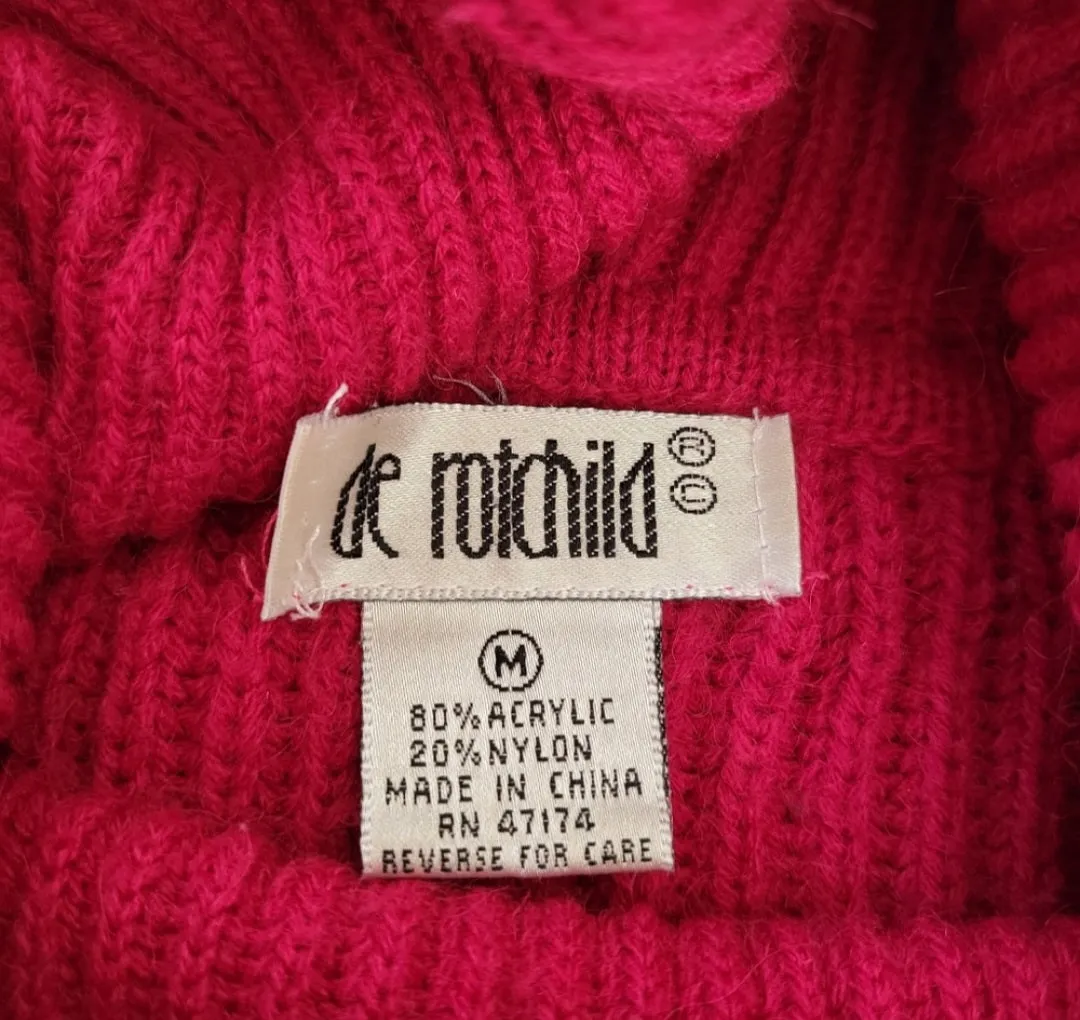 de rotchild ® ©
M
80% ACRYLIC
20% NYLON
MADE IN CHINA
RN 47174
REVERSE FOR CARE